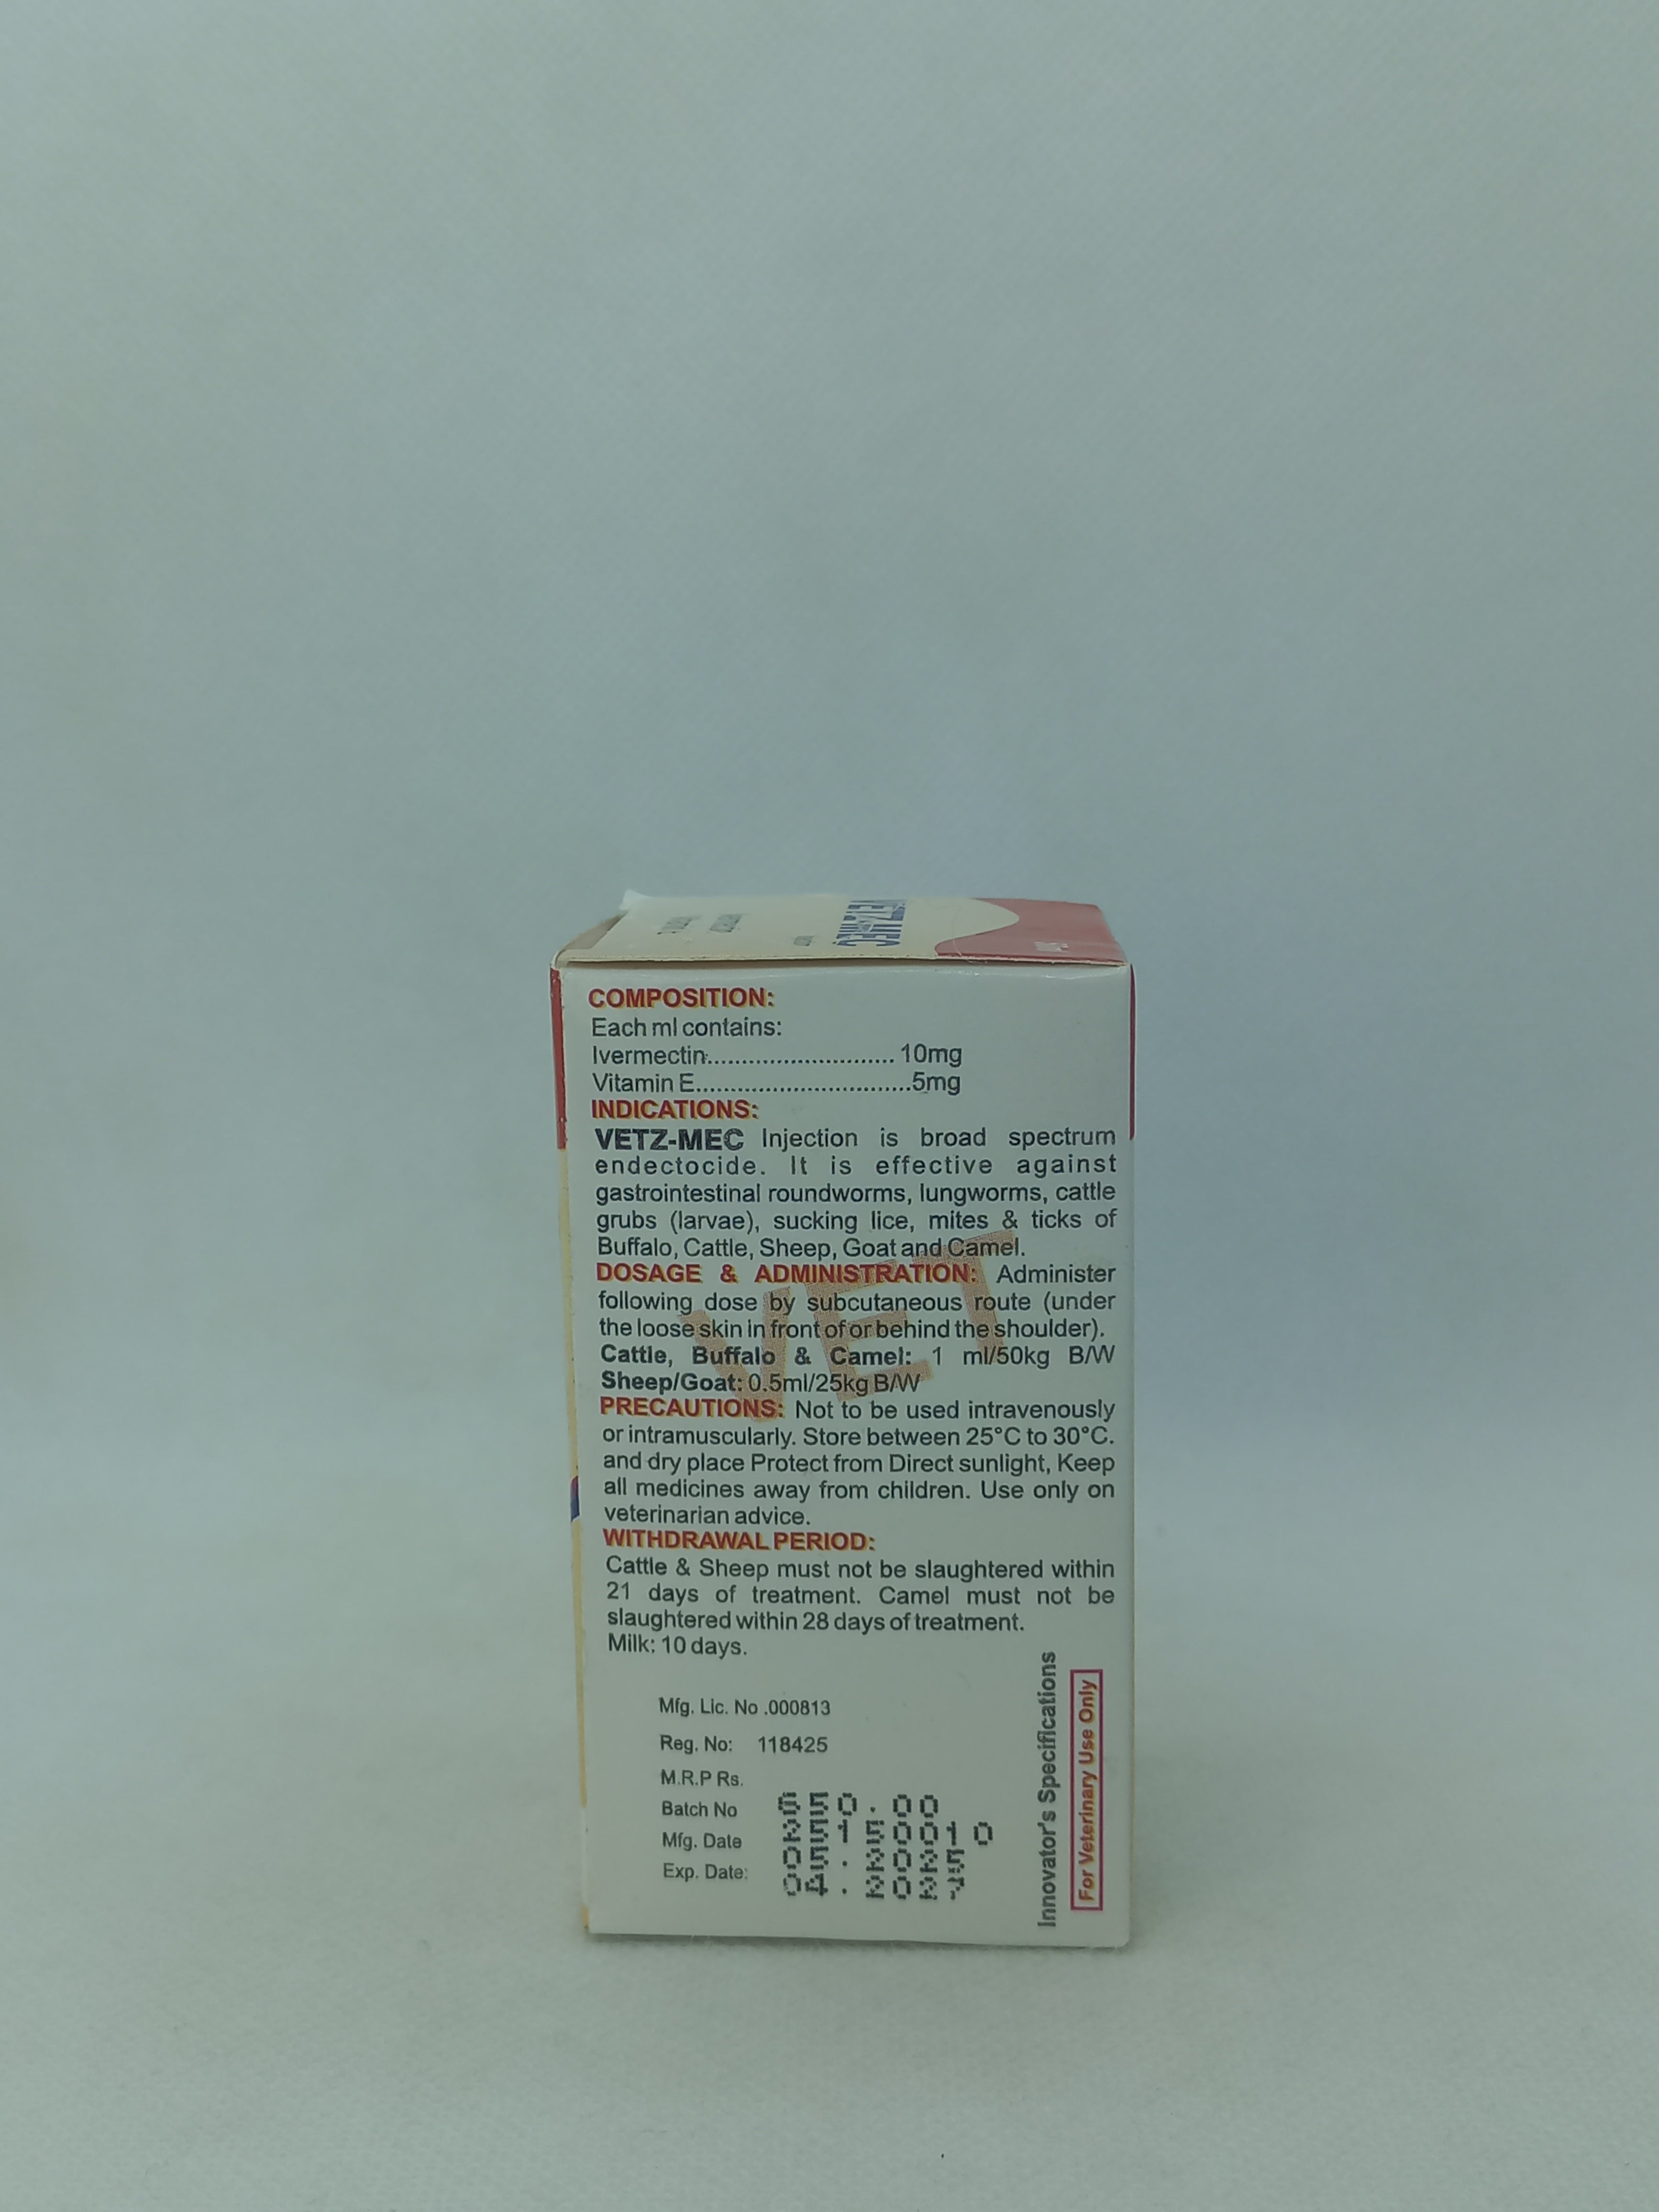 VETZ-MEC
COMPOSITION:
Each ml contains:
Ivermectin........................... 10mg
Vitamin E...............................5mg
INDICATIONS:
VETZ-MEC Injection is broad spectrum
endectocide. It is effective against
gastrointestinal roundworms, lungworms, cattle
grubs (larvae), sucking lice, mites & ticks of
Buffalo, Cattle, Sheep, Goat and Camel.
DOSAGE & ADMINISTRATION: Administer
following dose by subcutaneous route (under
the loose skin in front of or behind the shoulder).
Cattle, Buffalo & Camel: 1 ml/50kg B/W
Sheep/Goat: 0.5ml/25kg B/W
PRECAUTIONS: Not to be used intravenously
or intramuscularly. Store between 25°C to 30°C.
and dry place Protect from Direct sunlight, Keep
all medicines away from children. Use only on
veterinarian advice.
WITHDRAWAL PERIOD:
Cattle & Sheep must not be slaughtered within
21 days of treatment. Camel must not be
slaughtered within 28 days of treatment.
Milk: 10 days.
VET
Mfg. Lic. No .000813
Reg. No: 118425
M.R.P Rs.
Batch No 650.00
Mfg. Date 25150010
Exp. Date: 05.2025
04.2027
Innovator's Specifications
For Veterinary Use Only